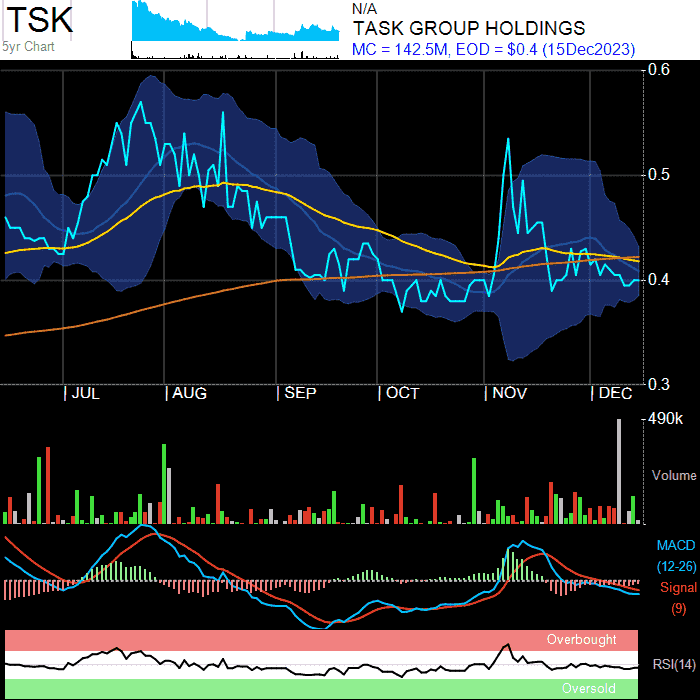 TSK
5yr Chart
N/A
TASK GROUP HOLDINGS
MC = 142.5M, EOD = $0.4 (15Dec2023)
0.6
0.5
0.4
0.3
JUL AUG SEP OCT NOV DEC
490k
Volume
MACD
(12-26)
Signal
(9)
Overbought
RSI(14)
Oversold